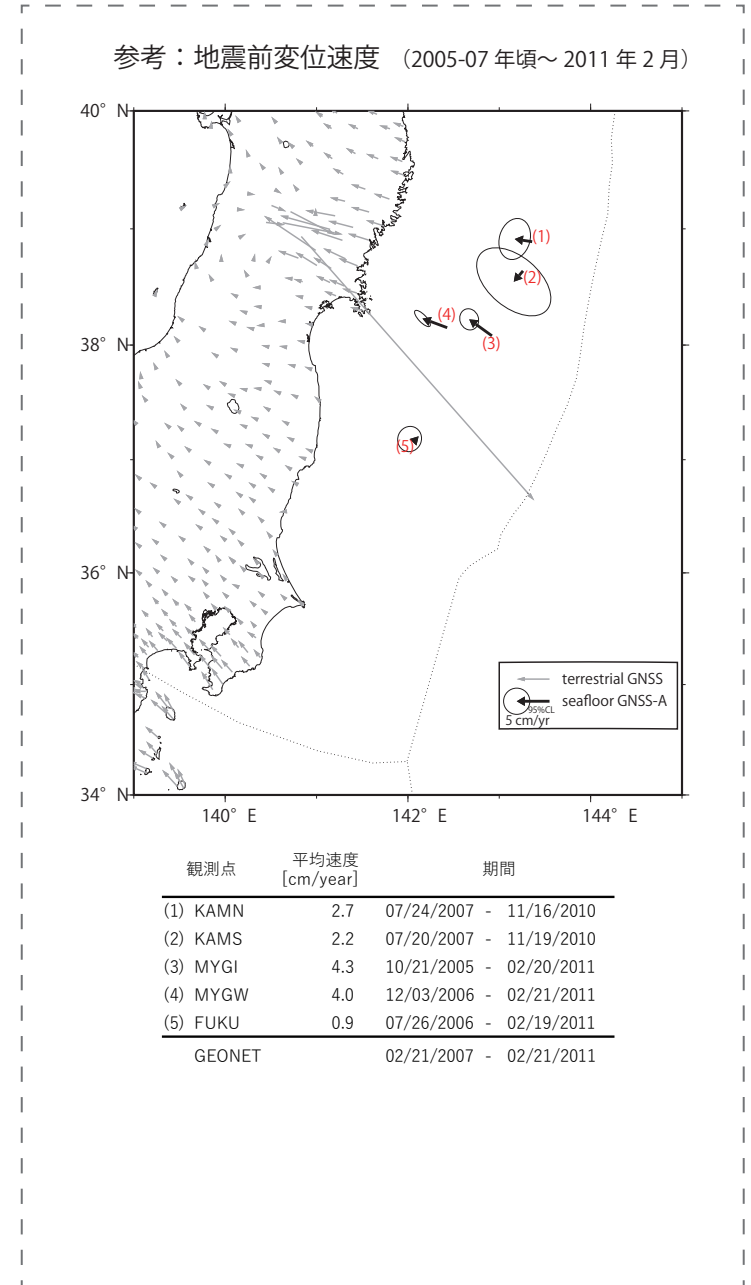 参考：地震前変位速度 （2005-07 年頃〜 2011 年 2 月）
40° N
38° N
36° N
34° N
140° E
142° E
144° E
(1)
(2)
(3)
(4)
(5)
terrestrial GNSS
seafloor GNSS-A
95%CL
5 cm/yr
観測点 平均速度 [cm/year] 期間
(1) KAMN 2.7 07/24/2007 - 11/16/2010
(2) KAMS 2.2 07/20/2007 - 11/19/2010
(3) MYGI 4.3 10/21/2005 - 02/20/2011
(4) MYGW 4.0 12/03/2006 - 02/21/2011
(5) FUKU 0.9 07/26/2006 - 02/19/2011
GEONET 02/21/2007 - 02/21/2011